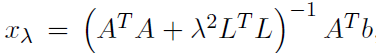 x_λ = (A^T A + λ^2 L^T L)^{-1} A^T b.